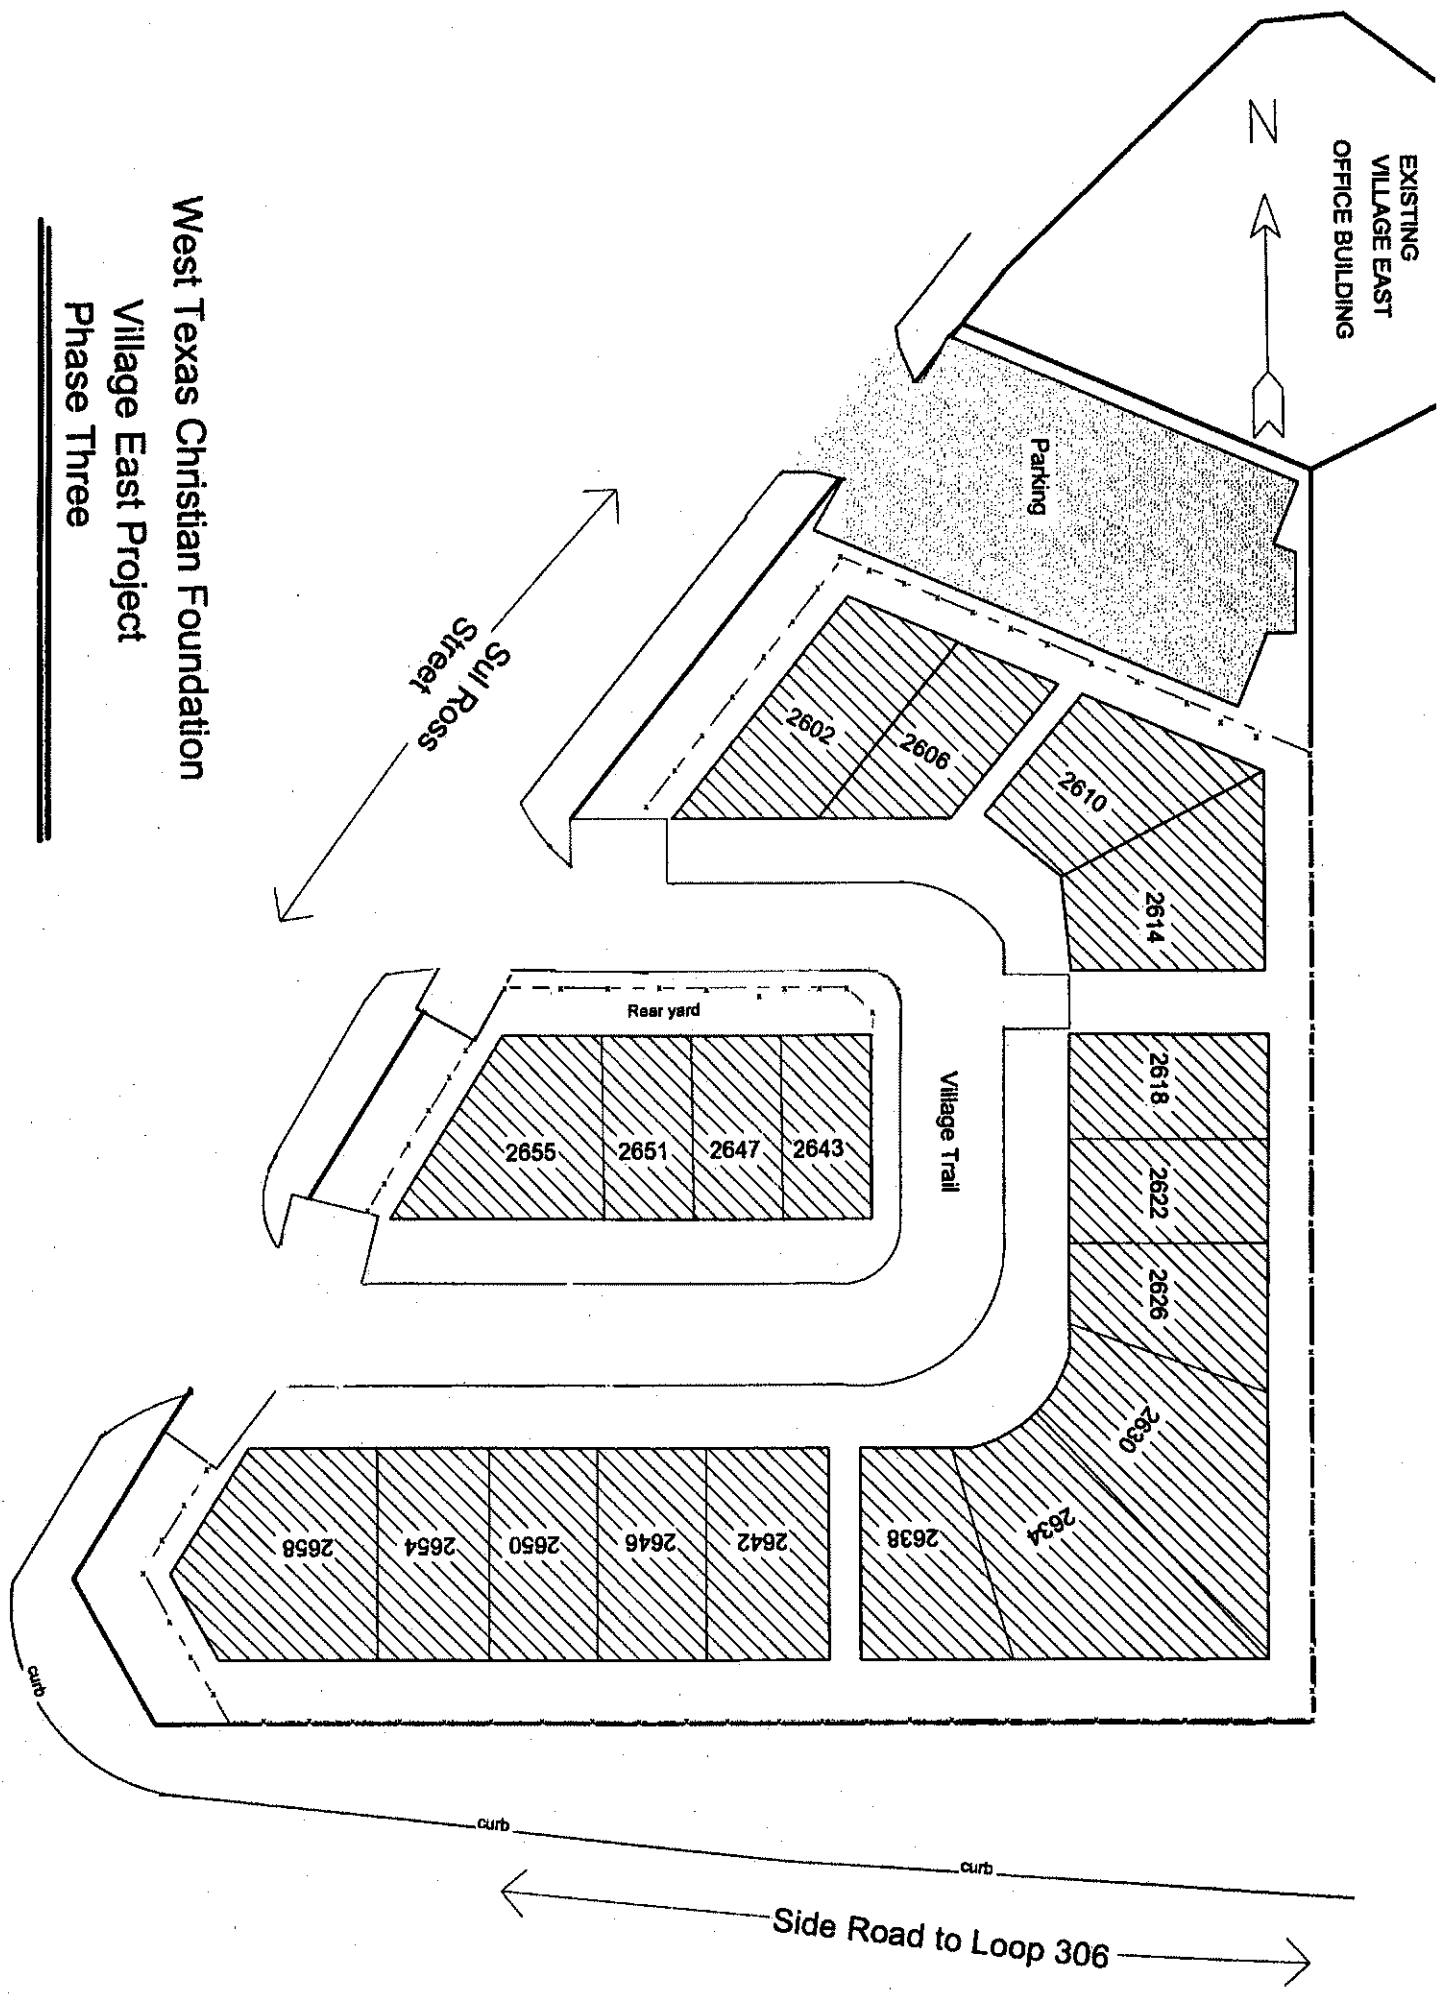 EXISTING
VILLAGE EAST
OFFICE BUILDING
N
Parking
West Texas Christian Foundation
Village East Project
Phase Three
Sul Ross
Street
2602
2606
2610
2614
2618
2622
2626
2630
2634
2638
2642
2646
2650
2654
2658
Rear yard
2655
2651
2647
2643
Village Trail
curb
curb
curb
Side Road to Loop 306